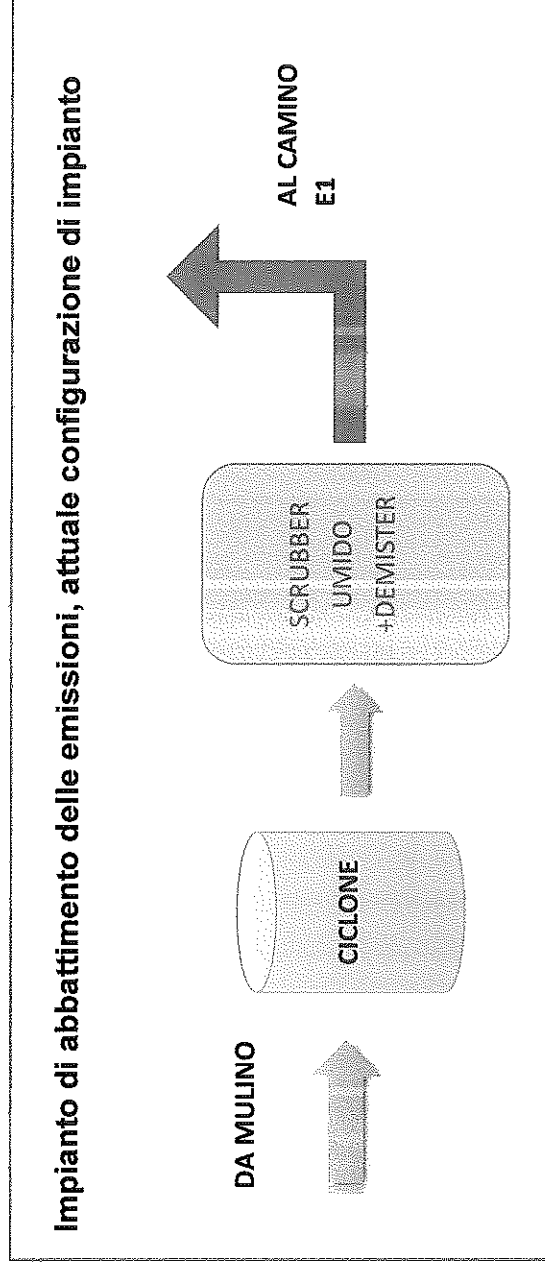 Impianto di abbattimento delle emissioni, attuale configurazione di impianto
DA MULINO
CICLONE
SCRUBBER
UMIDO
+DEMISTER
AL CAMINO
E1